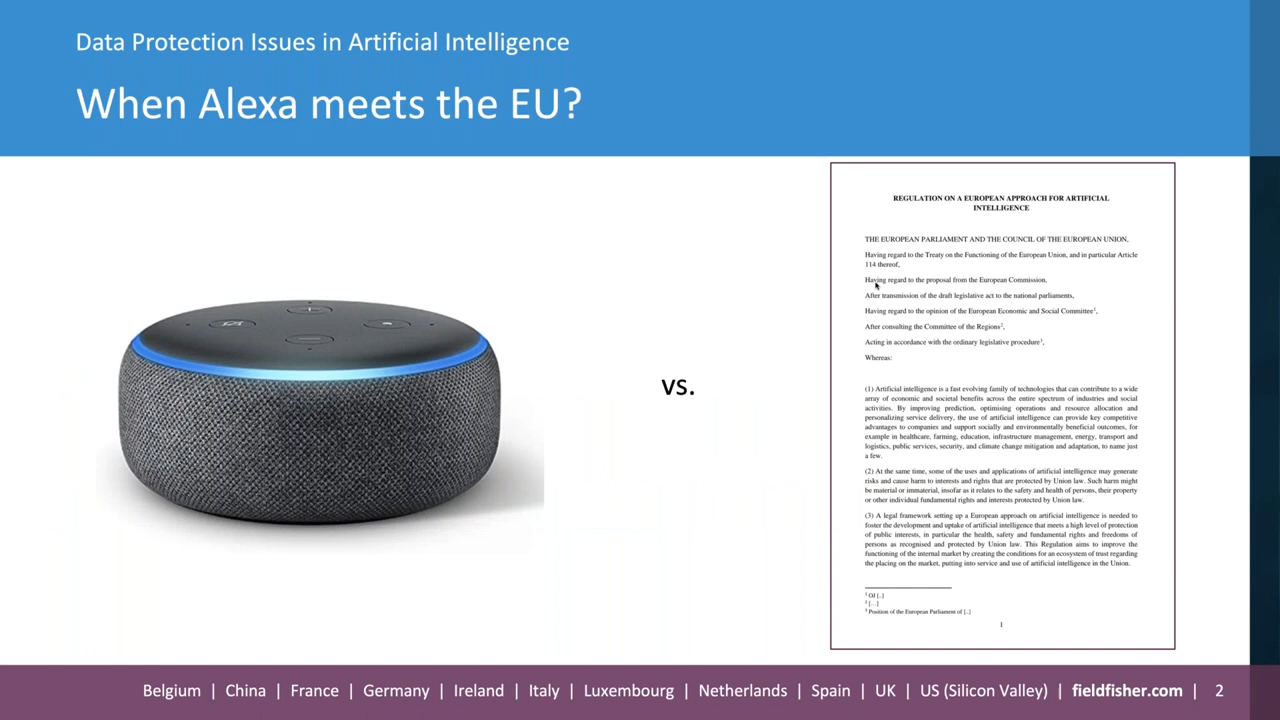 Data Protection Issues in Artificial Intelligence
When Alexa meets the EU?
vs.
REGULATION ON A EUROPEAN APPROACH FOR ARTIFICIAL
INTELLIGENCE
THE EUROPEAN PARLIAMENT AND THE COUNCIL OF THE EUROPEAN UNION,
Having regard to the Treaty on the Functioning of the European Union, and in particular Article
114 thereof,
Having regard to the proposal from the European Commission,
After transmission of the draft legislative act to the national parliaments,
Having regard to the opinion of the European Economic and Social Committee¹,
After consulting the Committee of the Regions²,
Acting in accordance with the ordinary legislative procedure³,
Whereas:
(1) Artificial intelligence is a fast evolving family of technologies that can contribute to a wide
array of economic and societal benefits across the entire spectrum of industries and social
activities. By improving prediction, optimising operations and resource allocation and
personalizing service delivery, the use of artificial intelligence can provide key competitive
advantages to companies and support socially and environmentally beneficial outcomes, for
example in healthcare, farming, education, infrastructure management, energy, transport and
logistics, public services, security, and climate change mitigation and adaptation, to name just
a few.
(2) At the same time, some of the uses and applications of artificial intelligence may generate
risks and cause harm to interests and rights that are protected by Union law. Such harm might
be material or immaterial, insofar as it relates to the safety and health of persons, their property
or other individual fundamental rights and interests protected by Union law.
(3) A legal framework setting up a European approach on artificial intelligence is needed to
foster the development and uptake of artificial intelligence that meets a high level of protection
of public interests, in particular the health, safety and fundamental rights and freedoms of
persons as recognised and protected by Union law. This Regulation aims to improve the
functioning of the internal market by creating the conditions for an ecosystem of trust regarding
the placing on the market, putting into service and use of artificial intelligence in the Union.
¹ OJ [..]
² [...]
³ Position of the European Parliament of [..]
1
Belgium | China | France | Germany | Ireland | Italy | Luxembourg | Netherlands | Spain | UK | US (Silicon Valley) | fieldfisher.com | 2